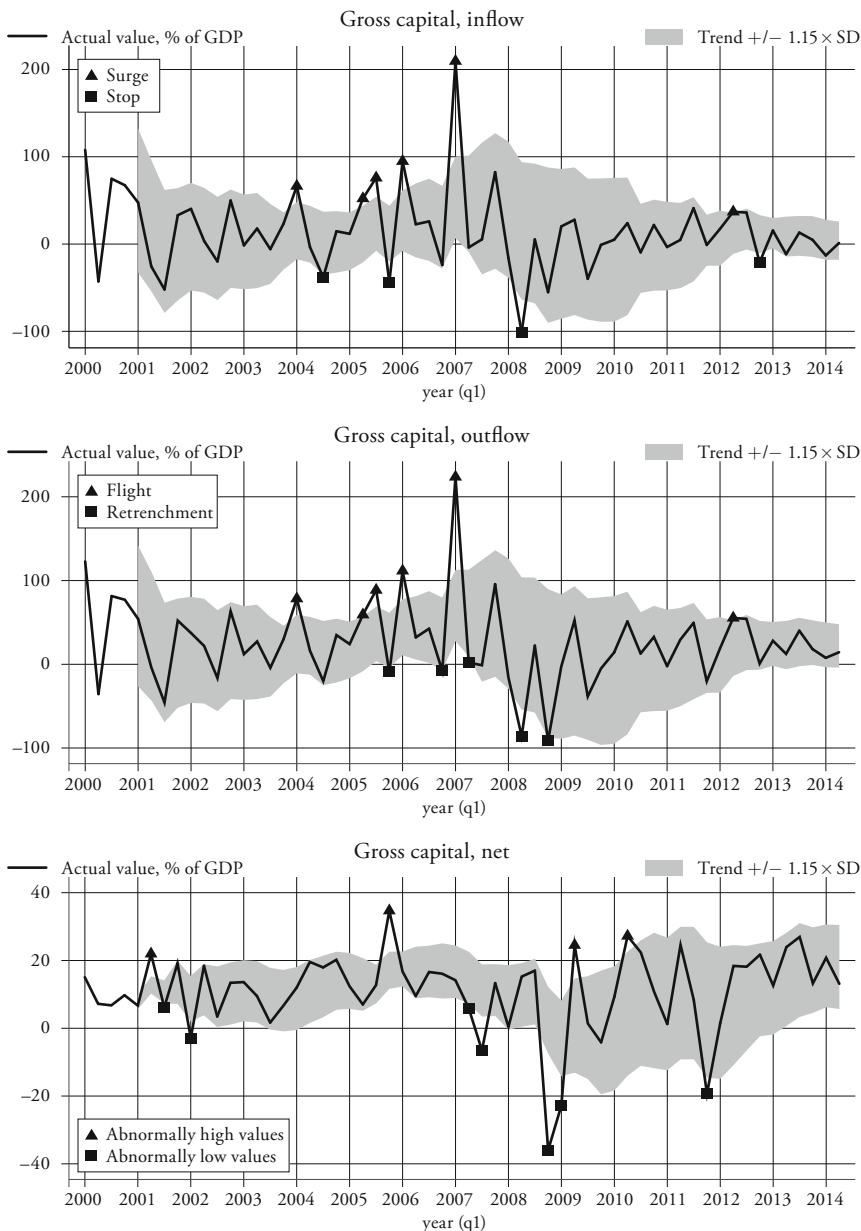 Gross capital, inflow
Actual value, % of GDP Trend +/− 1.15 × SD
200
Surge
Stop
100
0
−100
2000 2001 2002 2003 2004 2005 2006 2007 2008 2009 2010 2011 2012 2013 2014
year (q1)
Gross capital, outflow
Actual value, % of GDP Trend +/− 1.15 × SD
200
Flight
Retrenchment
100
0
−100
2000 2001 2002 2003 2004 2005 2006 2007 2008 2009 2010 2011 2012 2013 2014
year (q1)
Gross capital, net
Actual value, % of GDP Trend +/− 1.15 × SD
40
20
0
−20
Abnormally high values
Abnormally low values
−40
2000 2001 2002 2003 2004 2005 2006 2007 2008 2009 2010 2011 2012 2013 2014
year (q1)